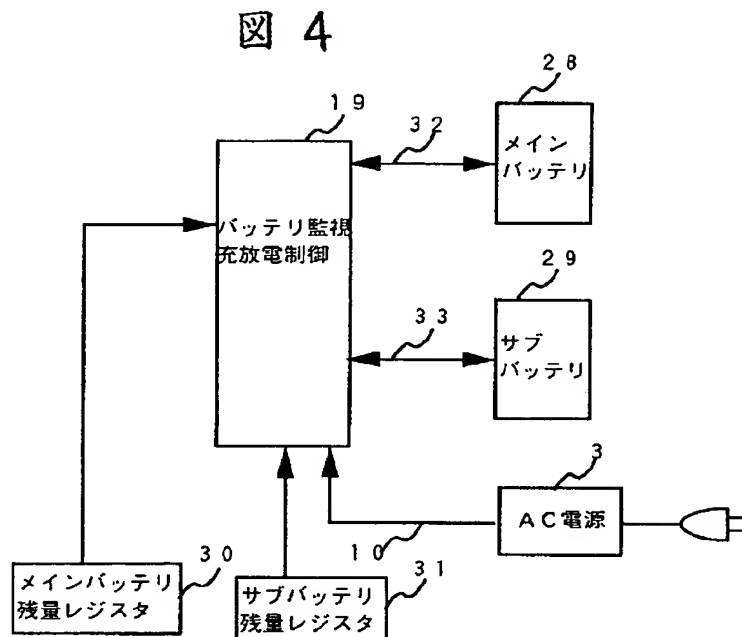 図 4
19
32
28
メイン
バッテリ
バッテリ監視
充放電制御
29
33
サブ
バッテリ
3
AC電源
10
30
メインバッテリ
残量レジスタ
31
サブバッテリ
残量レジスタ